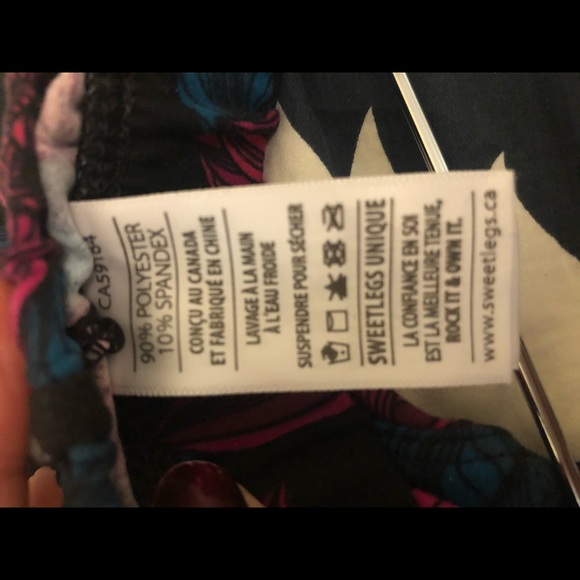 CA59164
90% POLYESTER
10% SPANDEX
CONÇU AU CANADA
ET FABRIQUÉ EN CHINE
LAVAGE À LA MAIN
À L'EAU FROIDE
SUSPENDRE POUR SÉCHER
SWEETLEGS UNIQUE
LA CONFIANCE EN SOI
EST LA MEILLEURE TENUE,
ROCK IT & OWN IT.
www.sweetlegs.ca